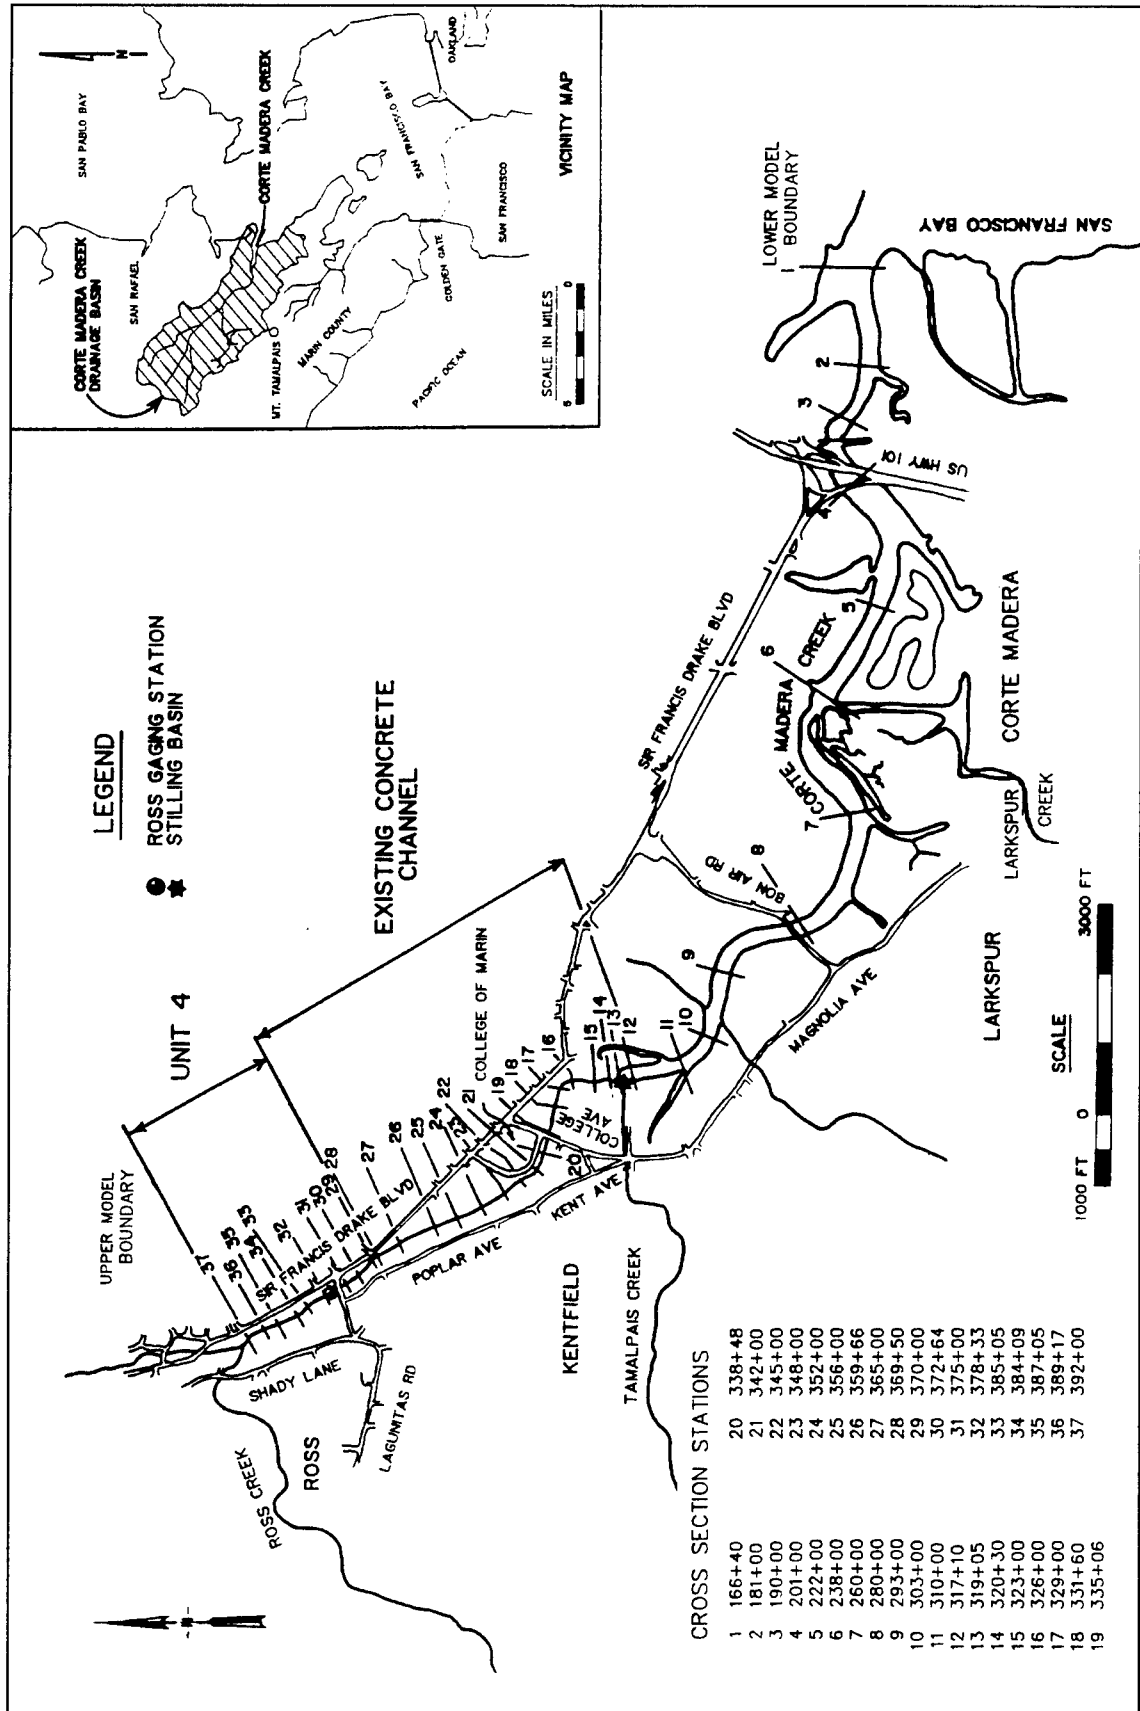 LEGEND
ROSS GAGING STATION
STILLING BASIN
UNIT 4
EXISTING CONCRETE
CHANNEL
UPPER MODEL
BOUNDARY
COLLEGE OF MARIN
SIR FRANCIS DRAKE BLVD
SIR FRANCIS DRAKE BLVD
37
36
35
34
33
32
31
30
29
28
27
26
25
24
23
22
21
20
19
18
17
16
15
14
13
12
11
10
9
8
7
6
5
4
3
2
1
POPLAR AVE
KENT AVE
COLLEGE
AVE
SHADY LANE
LAGUNITAS RD
ROSS CREEK
ROSS
KENTFIELD
TAMALPAIS CREEK
MAGNOLIA AVE
BON AIR RD
CORTE MADERA CREEK
US HWY 101
LOWER MODEL
BOUNDARY
SAN FRANCISCO BAY
LARKSPUR
LARKSPUR
CREEK
CORTE MADERA
SCALE
1000 FT 0 3000 FT
N
CROSS SECTION STATIONS
1 166+40 20 338+48
2 181+00 21 342+00
3 190+00 22 345+00
4 201+00 23 348+00
5 222+00 24 352+00
6 238+00 25 356+00
7 260+00 26 359+66
8 280+00 27 365+00
9 293+00 28 369+50
10 303+00 29 370+00
11 310+00 30 372+64
12 317+10 31 375+00
13 319+05 32 378+33
14 320+30 33 385+05
15 323+00 34 384+09
16 326+00 35 387+05
17 329+00 36 389+17
18 331+60 37 392+00
19 335+06
N
SAN PABLO BAY
CORTE MADERA CREEK
DRAINAGE BASIN
SAN RAFAEL
CORTE MADERA CREEK
MT. TAMALPAIS
MARIN COUNTY
OAKLAND
SAN FRANCISCO BAY
GOLDEN GATE
SAN FRANCISCO
PACIFIC OCEAN
SCALE IN MILES
5 0
VICINITY MAP